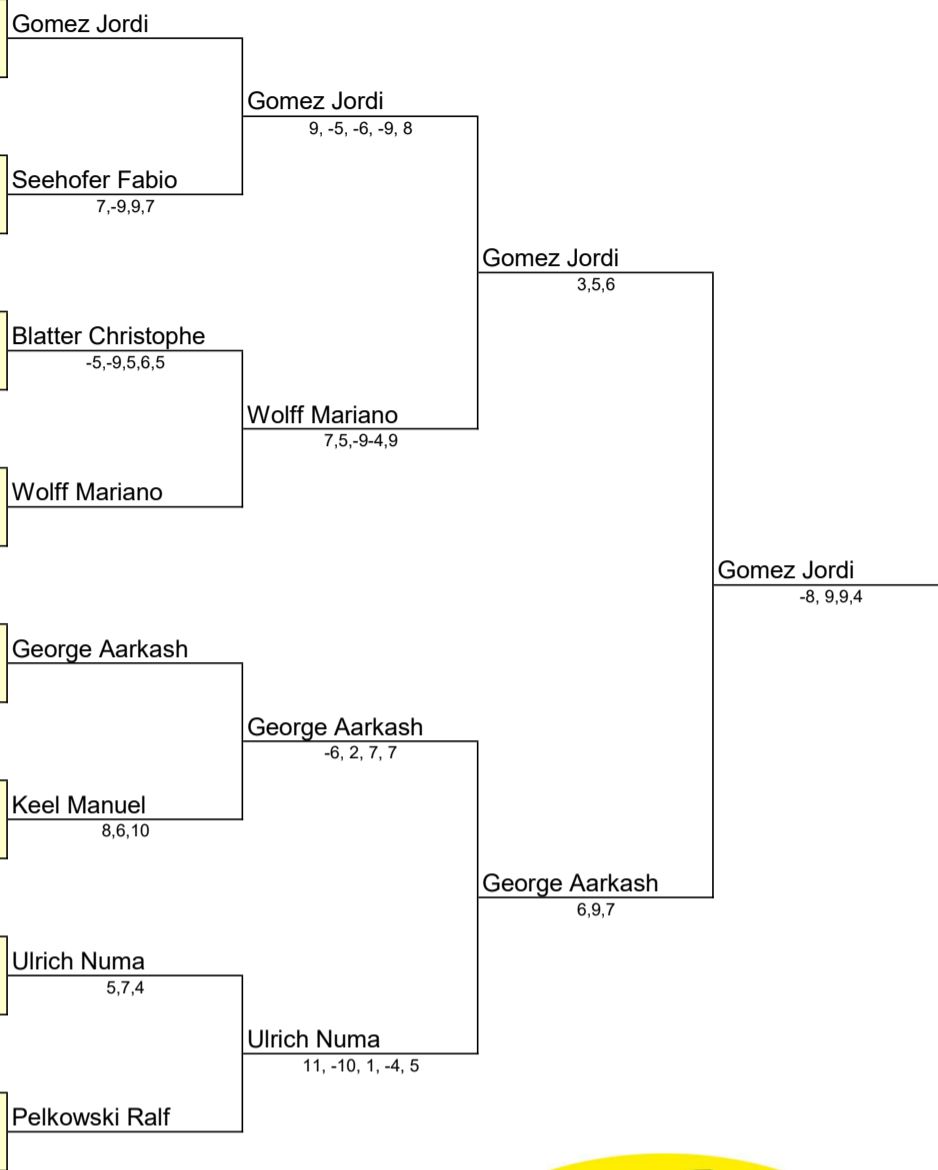 Gomez Jordi
Gomez Jordi
9, -5, -6, -9, 8
Seehofer Fabio
7,-9,9,7
Gomez Jordi
3,5,6
Blatter Christophe
-5,-9,5,6,5
Wolff Mariano
7,5,-9-4,9
Wolff Mariano
Gomez Jordi
-8, 9,9,4
George Aarkash
George Aarkash
-6, 2, 7, 7
Keel Manuel
8,6,10
George Aarkash
6,9,7
Ulrich Numa
5,7,4
Ulrich Numa
11, -10, 1, -4, 5
Pelkowski Ralf